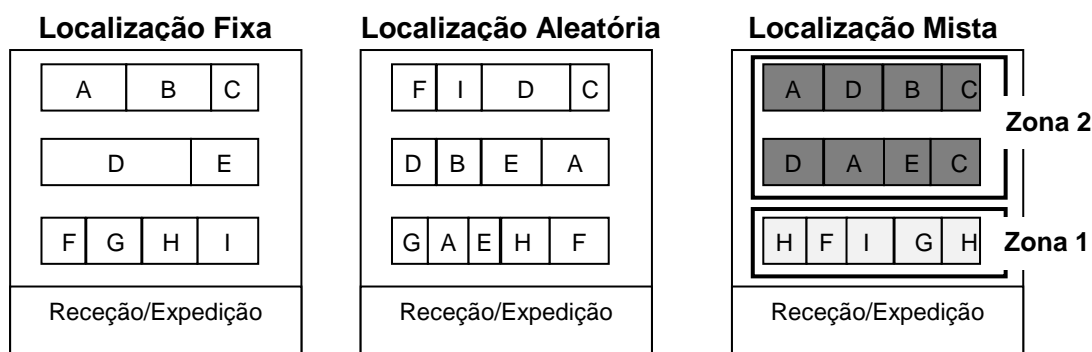 Localização Fixa
Localização Aleatória
Localização Mista
A B C
D E
F G H I
Receção/Expedição
F I D C
D B E A
G A E H F
Receção/Expedição
A D B C
Zona 2
D A E C
H F I G H
Zona 1
Receção/Expedição